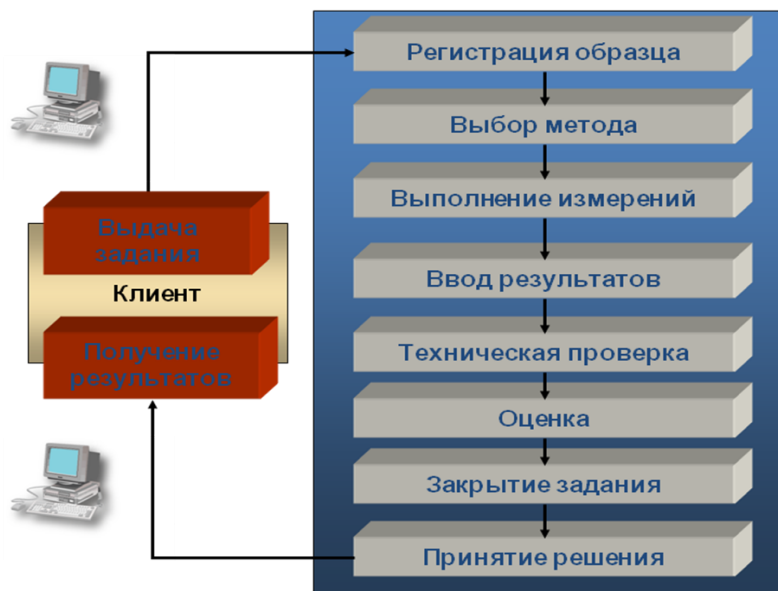 Регистрация образца
Выбор метода
Выполнение измерений
Ввод результатов
Техническая проверка
Оценка
Закрытие задания
Принятие решения
Выдача
задания
Клиент
Получение
результатов